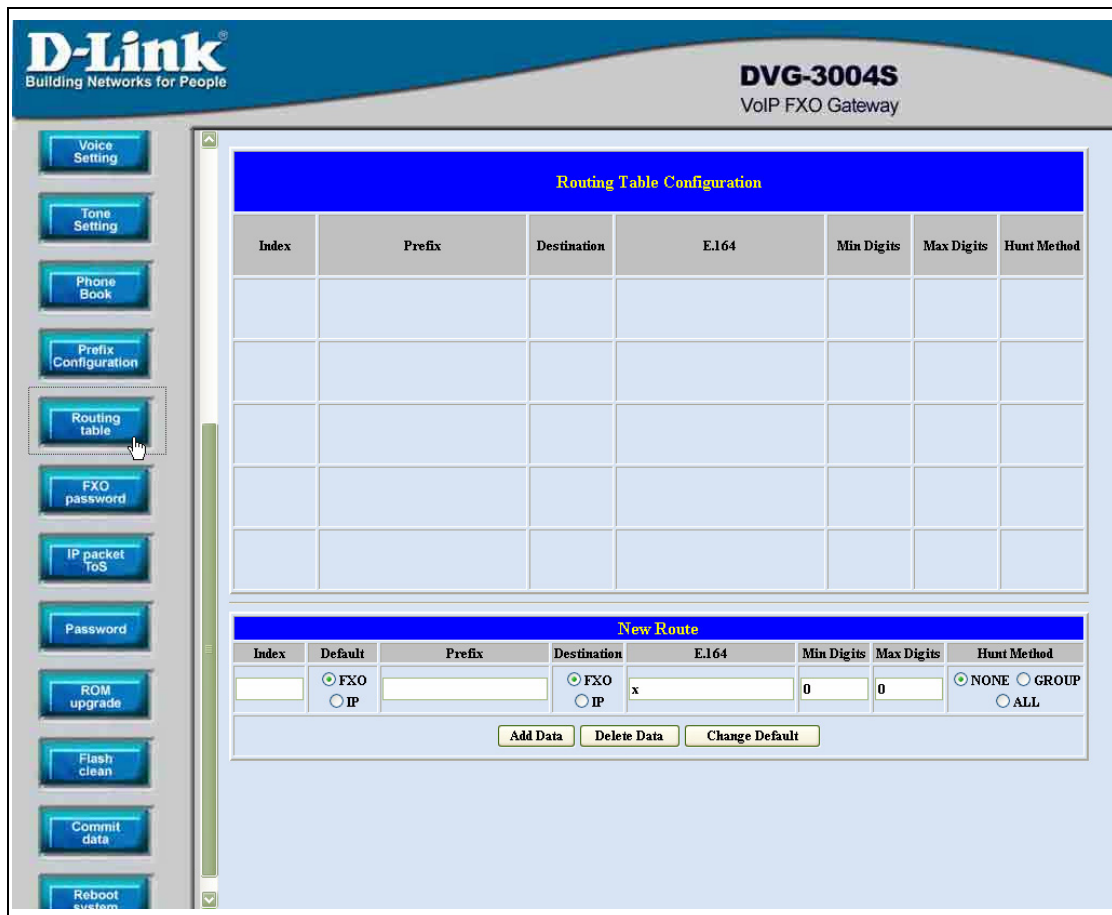 D-Link®
Building Networks for People
DVG-3004S
VoIP FXO Gateway
Voice
Setting
Tone
Setting
Phone
Book
Prefix
Configuration
Routing
table
FXO
password
IP packet
ToS
Password
ROM
upgrade
Flash
clean
Commit
data
Reboot
system
Routing Table Configuration
Index Prefix Destination E.164 Min Digits Max Digits Hunt Method
New Route
Index Default Prefix Destination E.164 Min Digits Max Digits Hunt Method
FXO FXO x 0 0 NONE GROUP
IP IP ALL
Add Data Delete Data Change Default